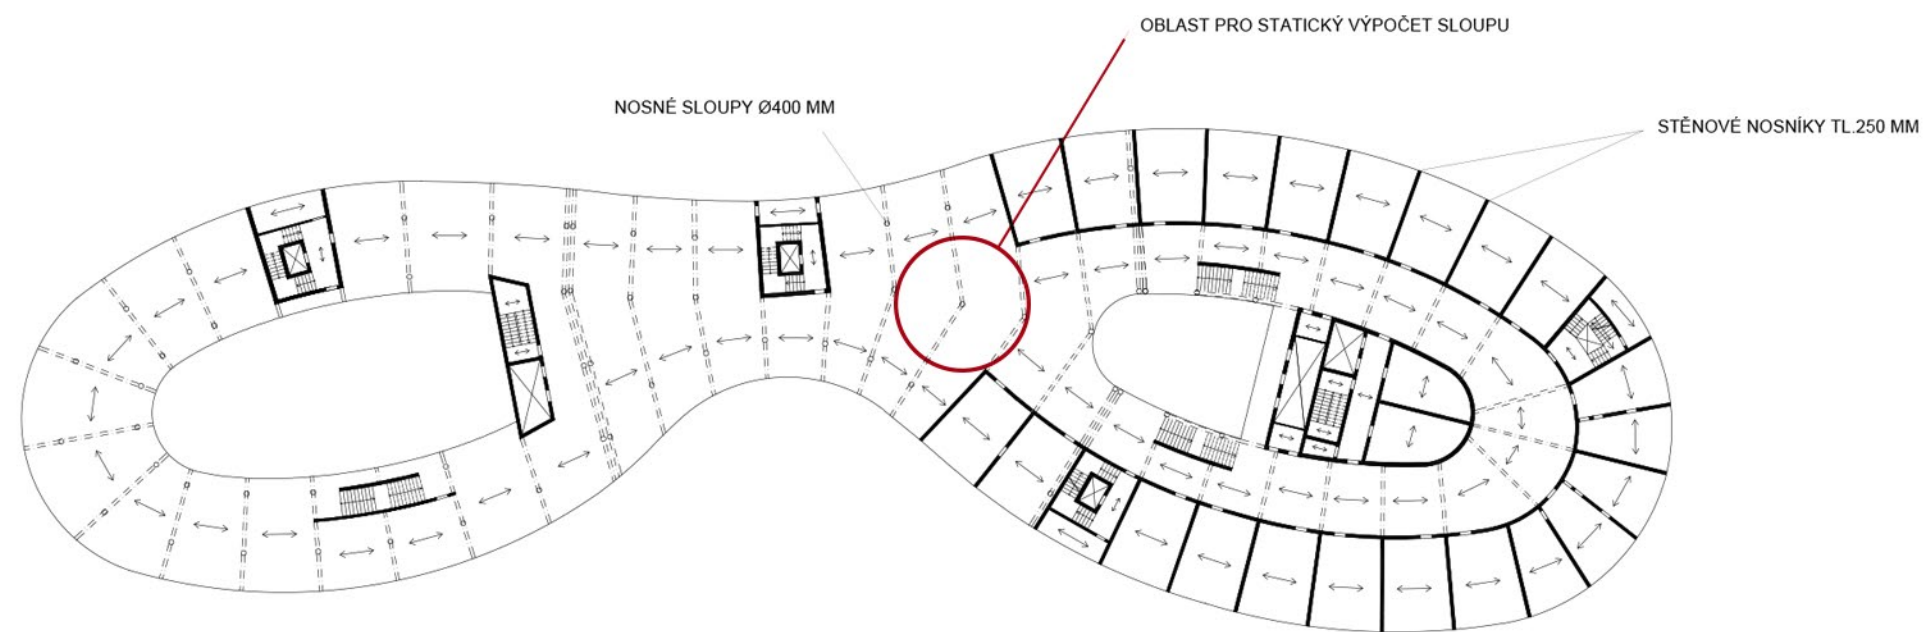 OBLAST PRO STATICKÝ VÝPOČET SLOUPU
NOSNÉ SLOUPY Ø400 MM
STĚNOVÉ NOSNÍKY TL.250 MM